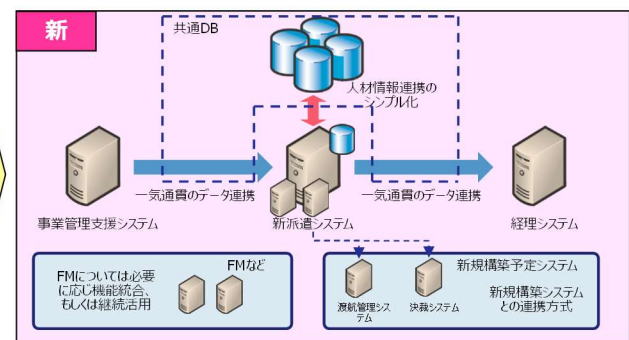 新
共通DB
人材情報連携の
シンプル化
一気通貫のデータ連携
一気通貫のデータ連携
事業管理支援システム
新派遣システム
経理システム
FMについては必要
に応じ機能統合、
もしくは継続活用
FMなど
新規構築予定システム
渡航管理シス
テム
決裁システム
新規構築システム
との連携方式